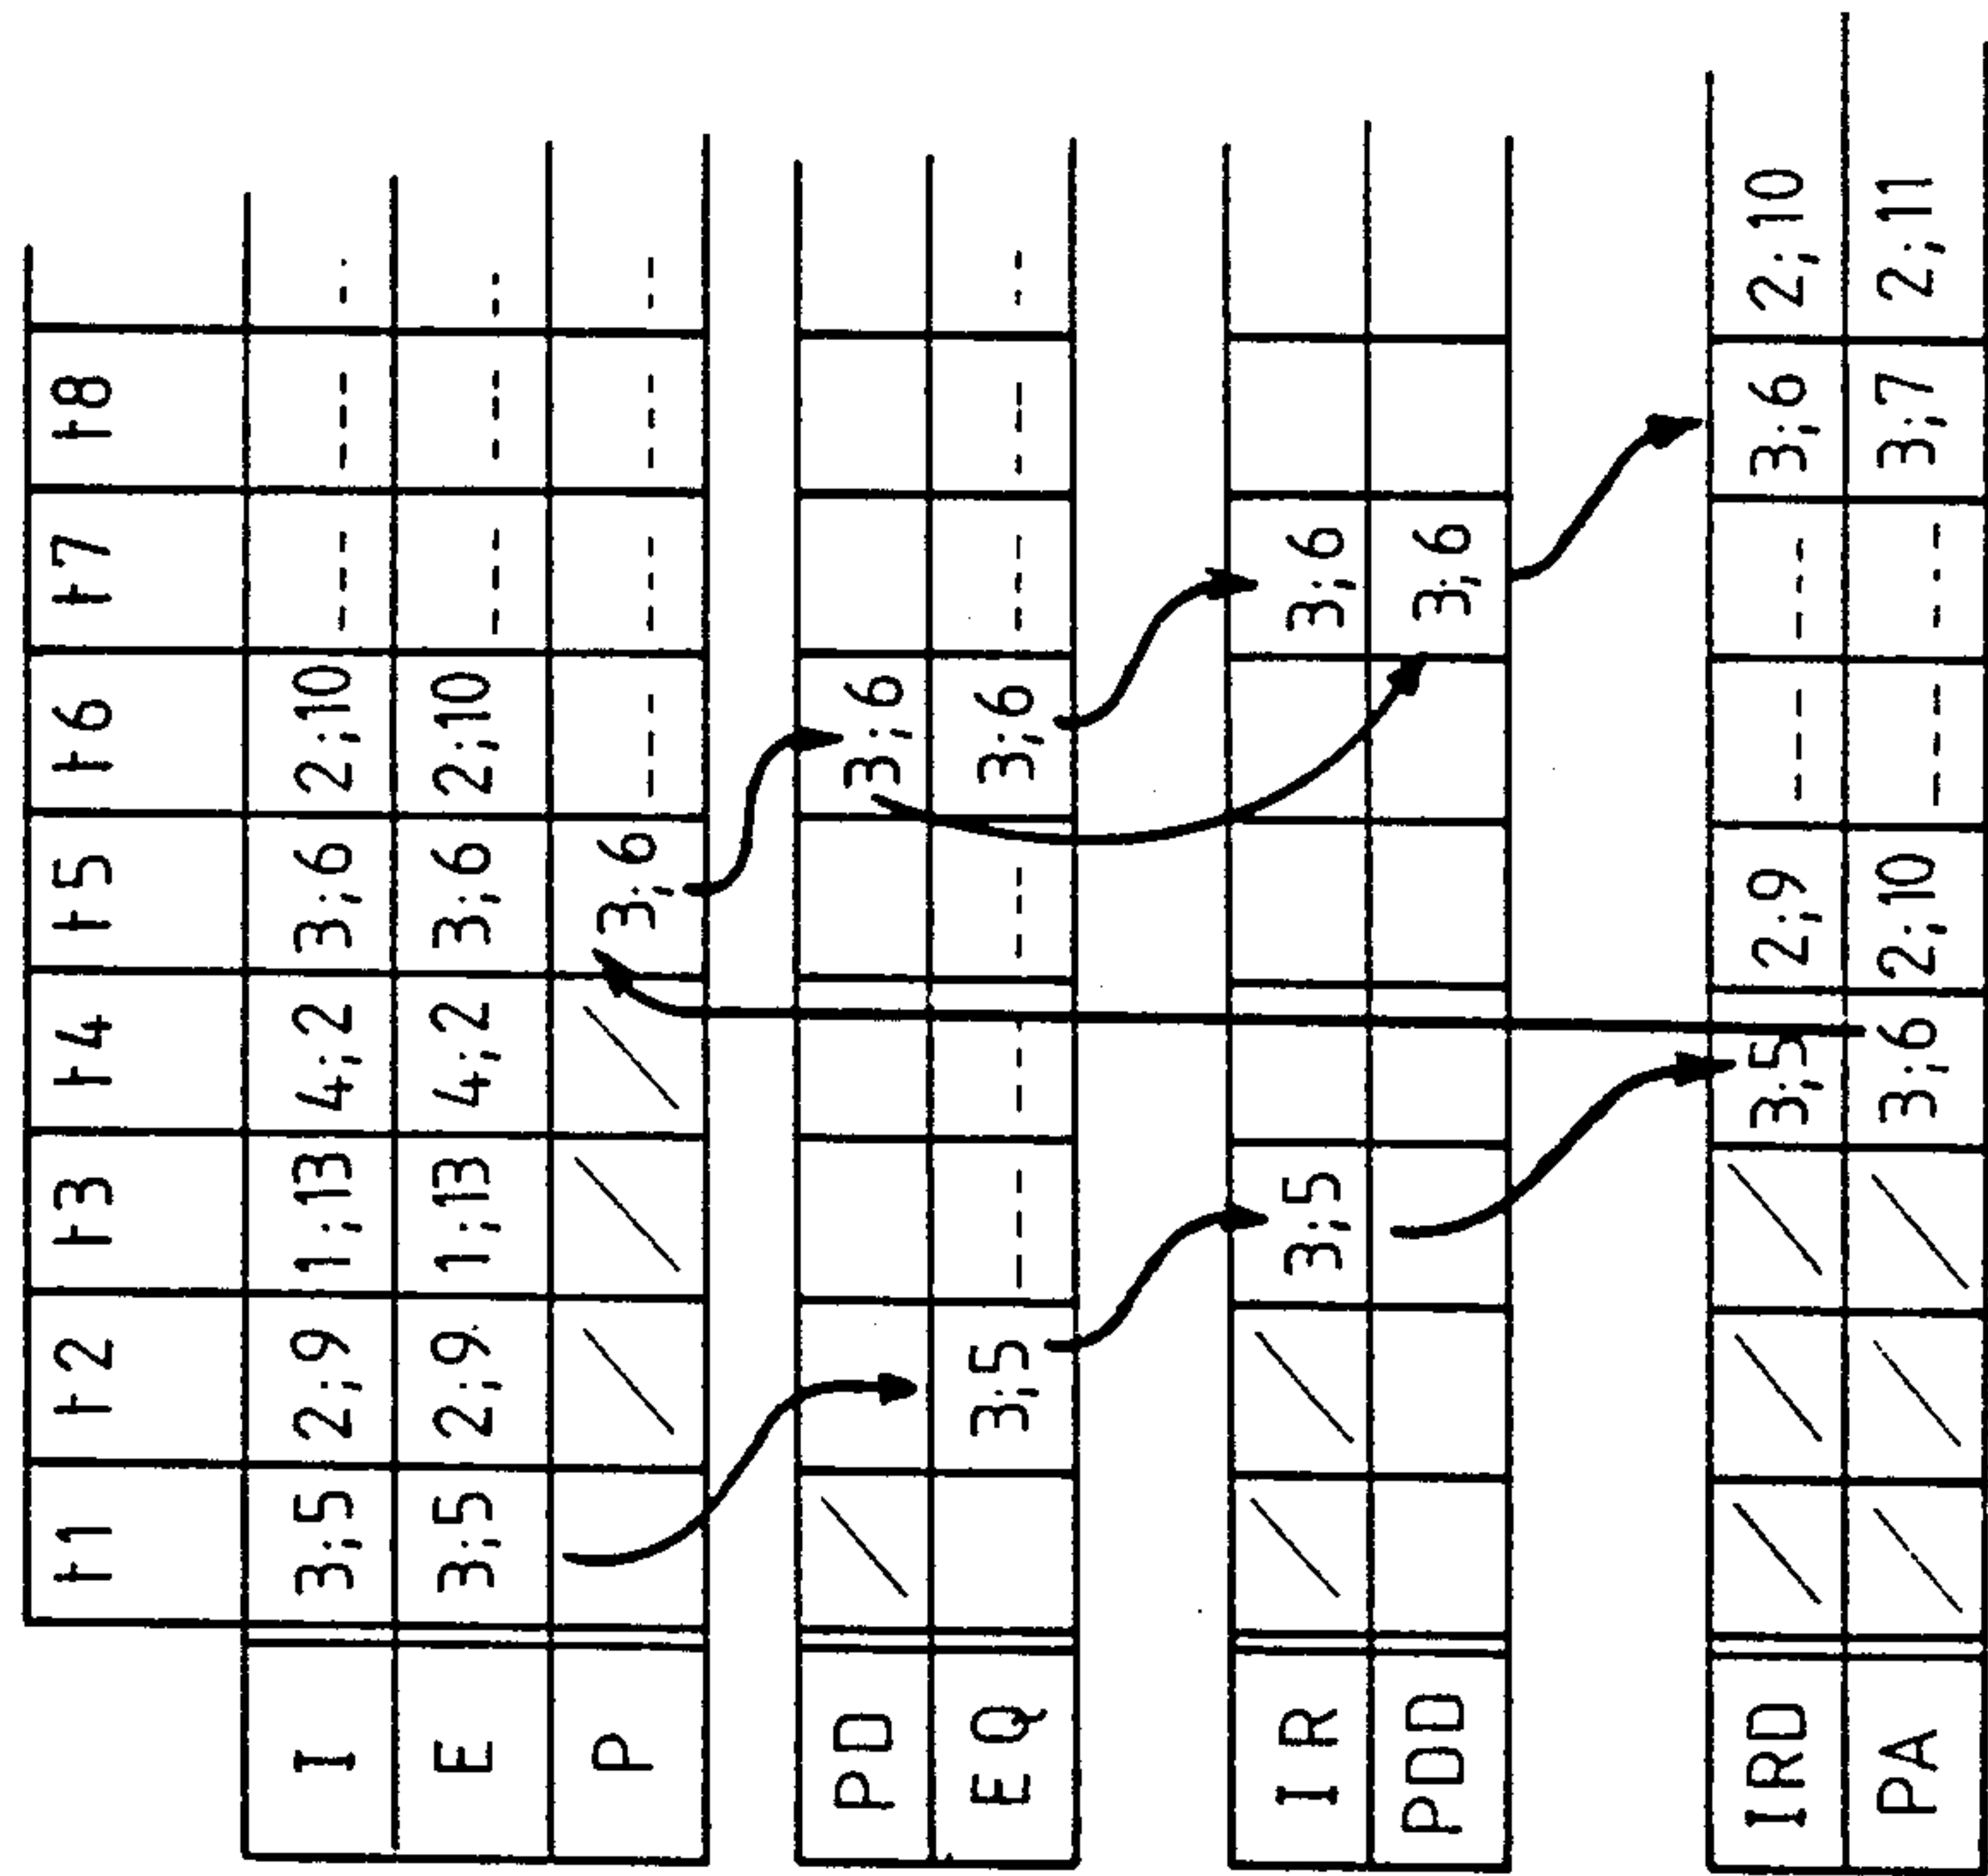 t1 t2 t3 t4 t5 t6 t7 t8
I 3;5 2;9 1;13 4;2 3;6 2;10
E 3;5 2;9 1;13 4;2 3;6 2;10
P 3;6
PD 3;6
EQ 3;5 3;6
IR 3;5 3;6
PDD 3;6
IRD 3;5 2;9 3;6 2;10
PA 3;6 2;10 3;7 2;11